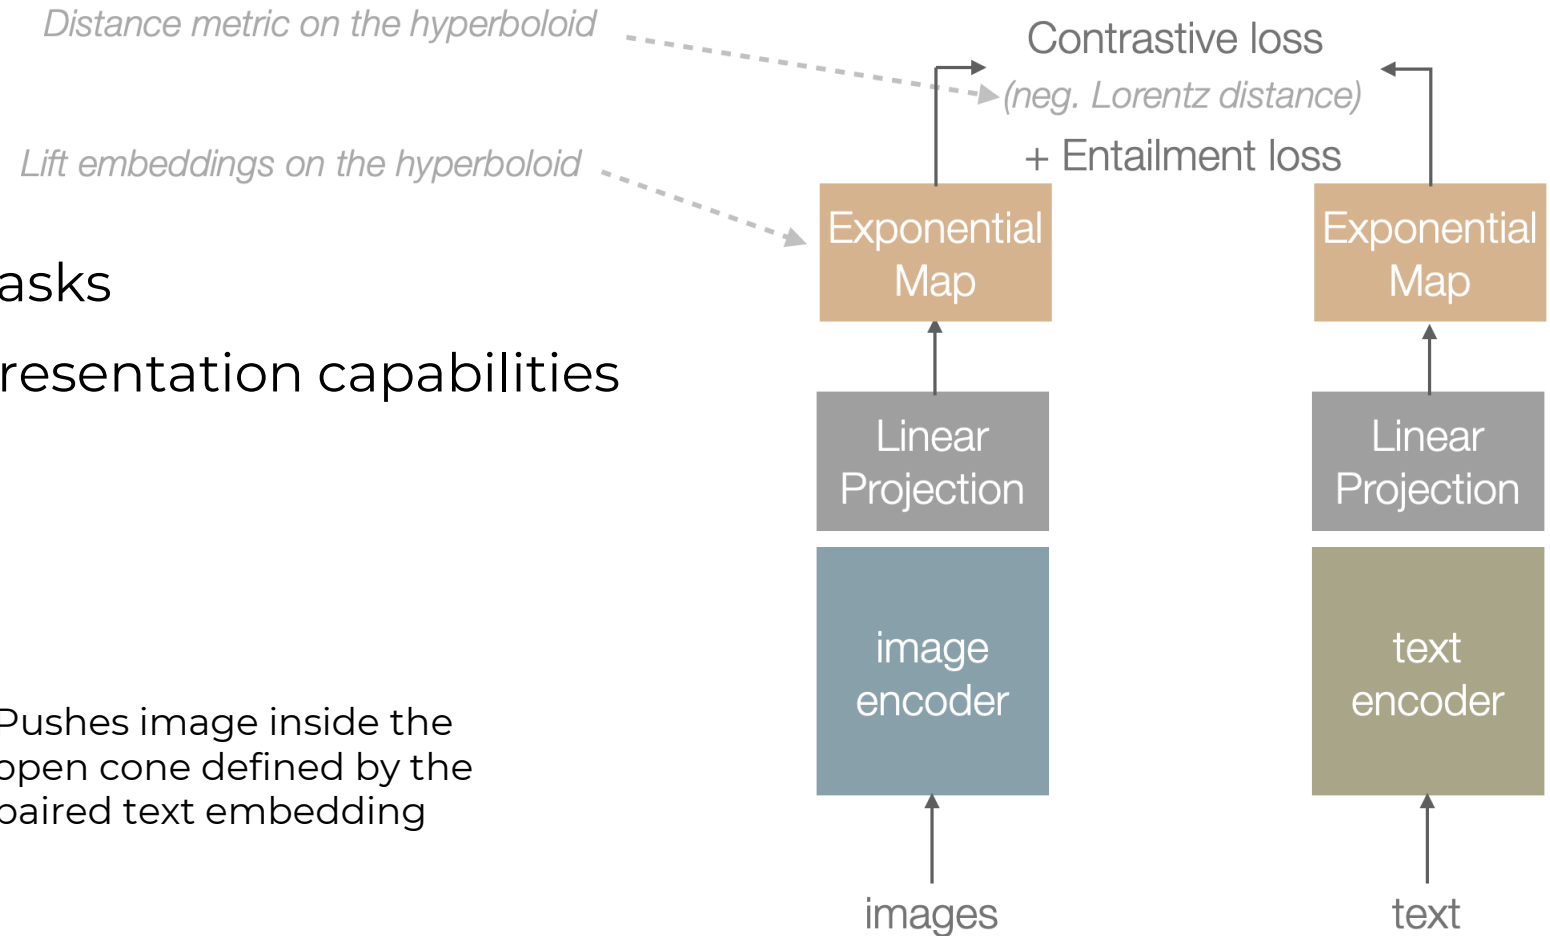 Distance metric on the hyperboloid
Contrastive loss
(neg. Lorentz distance)
+ Entailment loss
Lift embeddings on the hyperboloid
Exponential
Map
Exponential
Map
asks
resentation capabilities
Linear
Projection
Linear
Projection
image
encoder
text
encoder
Pushes image inside the
open cone defined by the
paired text embedding
images
text